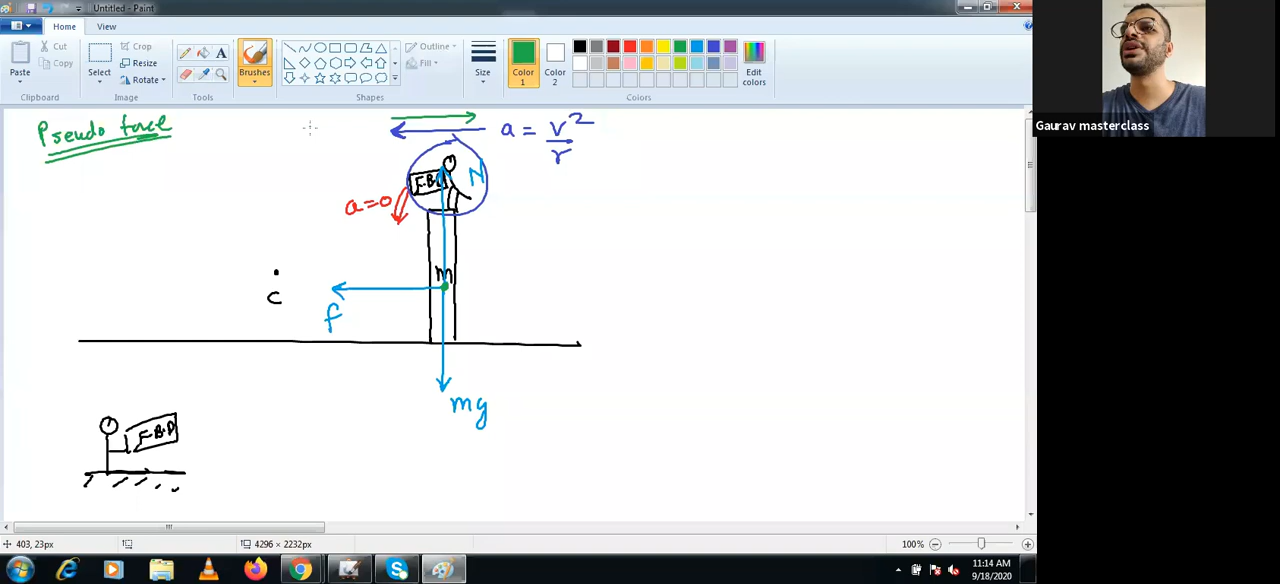 Untitled - Paint
Home View
Paste
Cut
Copy
Select
Crop
Resize
Rotate
A
Brushes
Outline
Fill
Size
Color 1
Color 2
Edit colors
Clipboard
Image
Tools
Shapes
Colors
Pseudo force
a = v²/r
F.B.D
N
a=0
m
c
f
mg
F.B.D
Gaurav masterclass
403, 23px
4296 × 2232px
100%
11:14 AM
9/18/2020